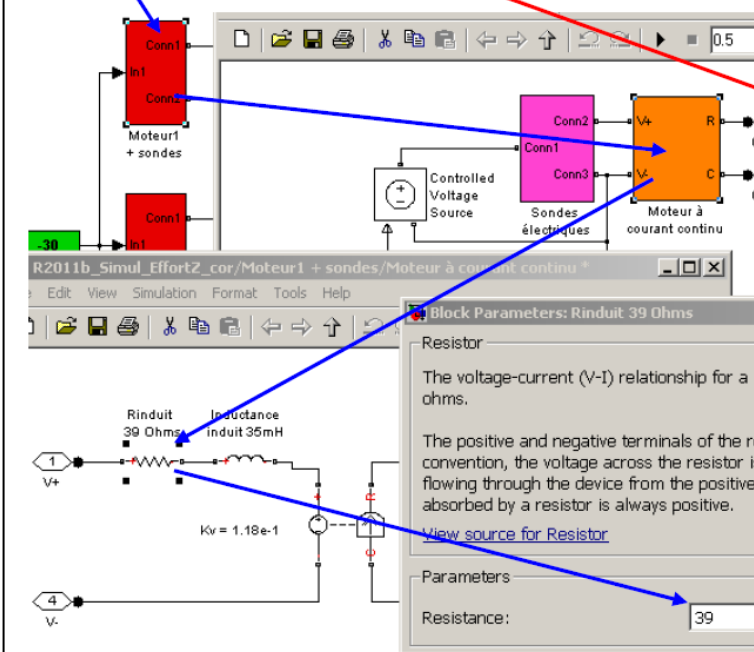 Conn1
In1
Conn2
Moteur1
+ sondes
Conn1
-30
In1
0.5
Conn2
Conn1
Conn3
V+
R
V-
C
Controlled
Voltage
Source
Sondes
électriques
Moteur à
courant continu
R2011b_Simul_EffortZ_cor/Moteur1 + sondes/Moteur à courant continu *
Edit View Simulation Format Tools Help
Block Parameters: Rinduit 39 Ohms
Resistor
The voltage-current (V-I) relationship for a
ohms.
The positive and negative terminals of the
convention, the voltage across the resistor
flowing through the device from the positive
absorbed by a resistor is always positive.
View source for Resistor
Parameters
Resistance:
39
Rinduit
39 Ohms
Inductance
induit 35mH
1
V+
Kv = 1.18e-1
4
V-